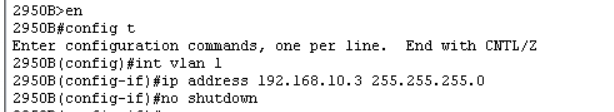 2950B>en
2950B#config t
Enter configuration commands, one per line.  End with CNTL/Z
2950B(config)#int vlan 1
2950B(config-if)#ip address 192.168.10.3 255.255.255.0
2950B(config-if)#no shutdown